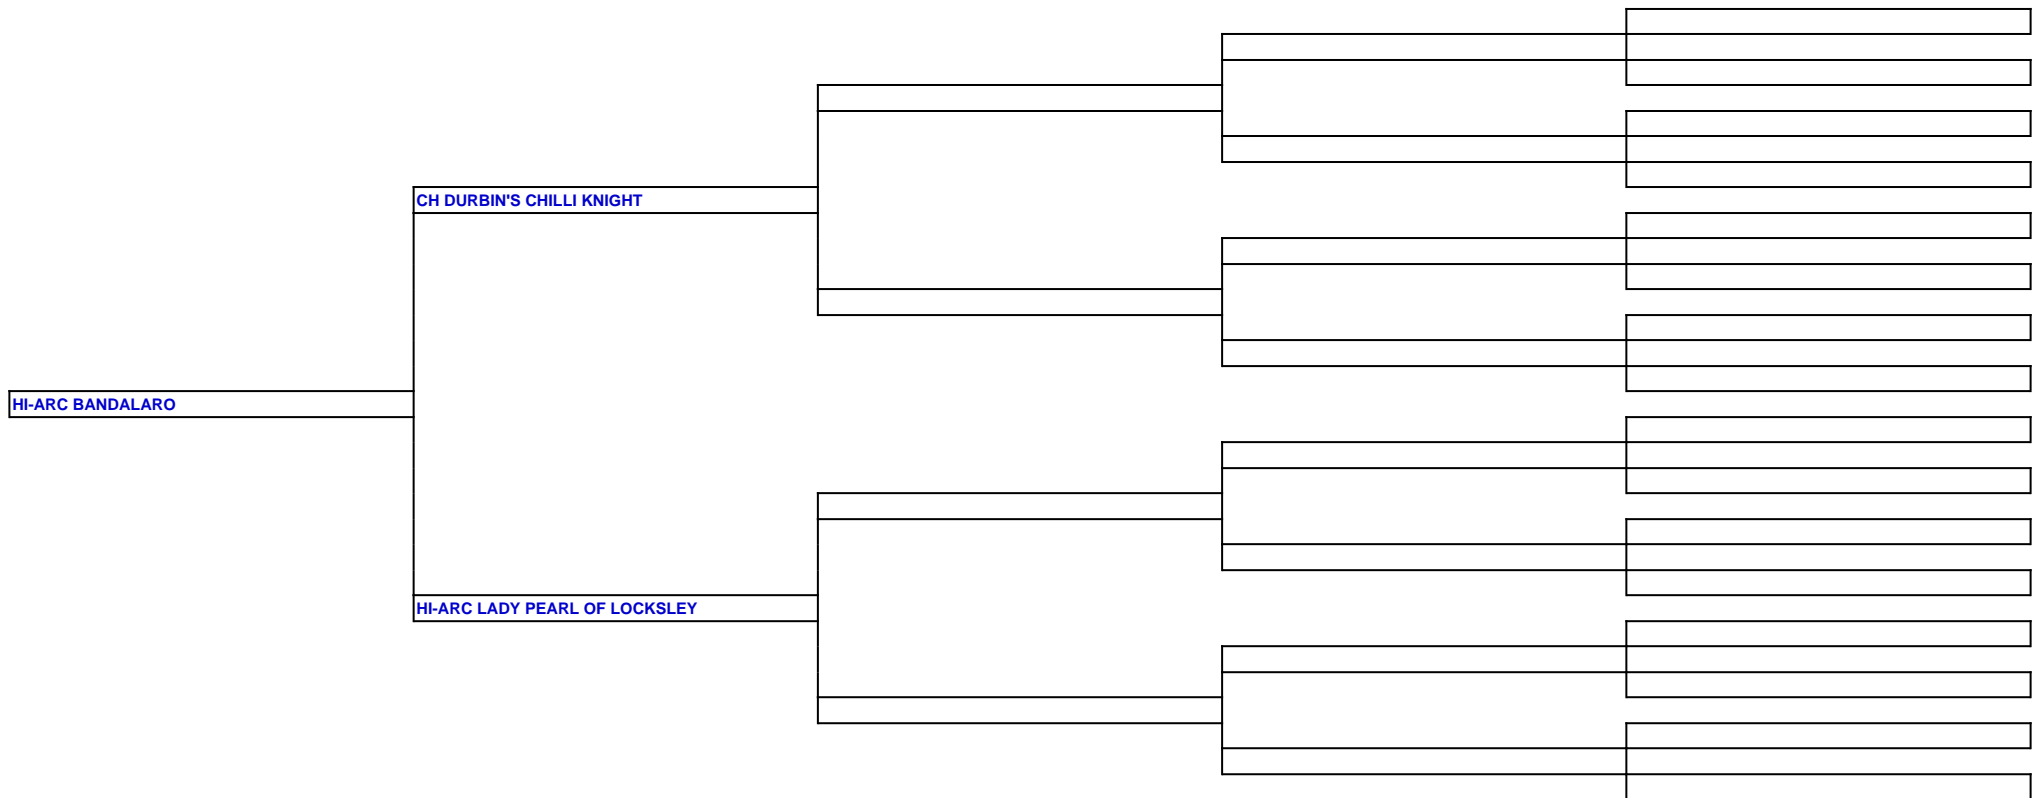 CH DURBIN'S CHILLI KNIGHT
HI-ARC BANDALARO
HI-ARC LADY PEARL OF LOCKSLEY